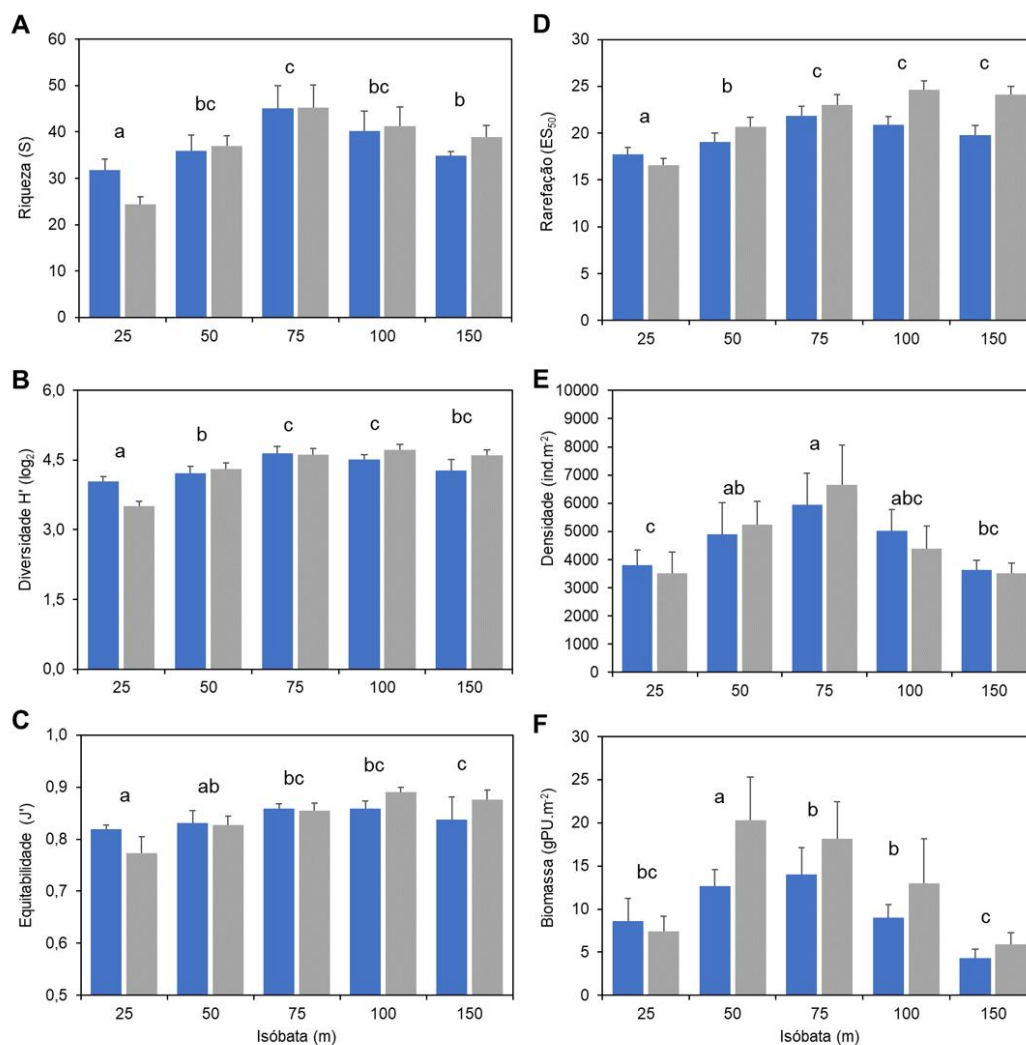 A
Riqueza (S)
60
50
40
30
20
10
0
a
bc
c
bc
b
25 50 75 100 150
B
Diversidade H' (log2)
6,0
4,5
3,0
1,5
0,0
a
b
c
c
bc
25 50 75 100 150
C
Equitabilidade (J')
1,0
0,9
0,8
0,7
0,6
0,5
a
ab
bc
bc
c
25 50 75 100 150
Isóbata (m)
D
Rarefação (ES50)
30
25
20
15
10
5
0
a
b
c
c
c
25 50 75 100 150
E
Densidade (ind.m-2)
10000
9000
8000
7000
6000
5000
4000
3000
2000
1000
0
c
ab
a
abc
bc
25 50 75 100 150
F
Biomassa (gPU.m-2)
30
25
20
15
10
5
0
bc
a
b
b
c
25 50 75 100 150
Isóbata (m)